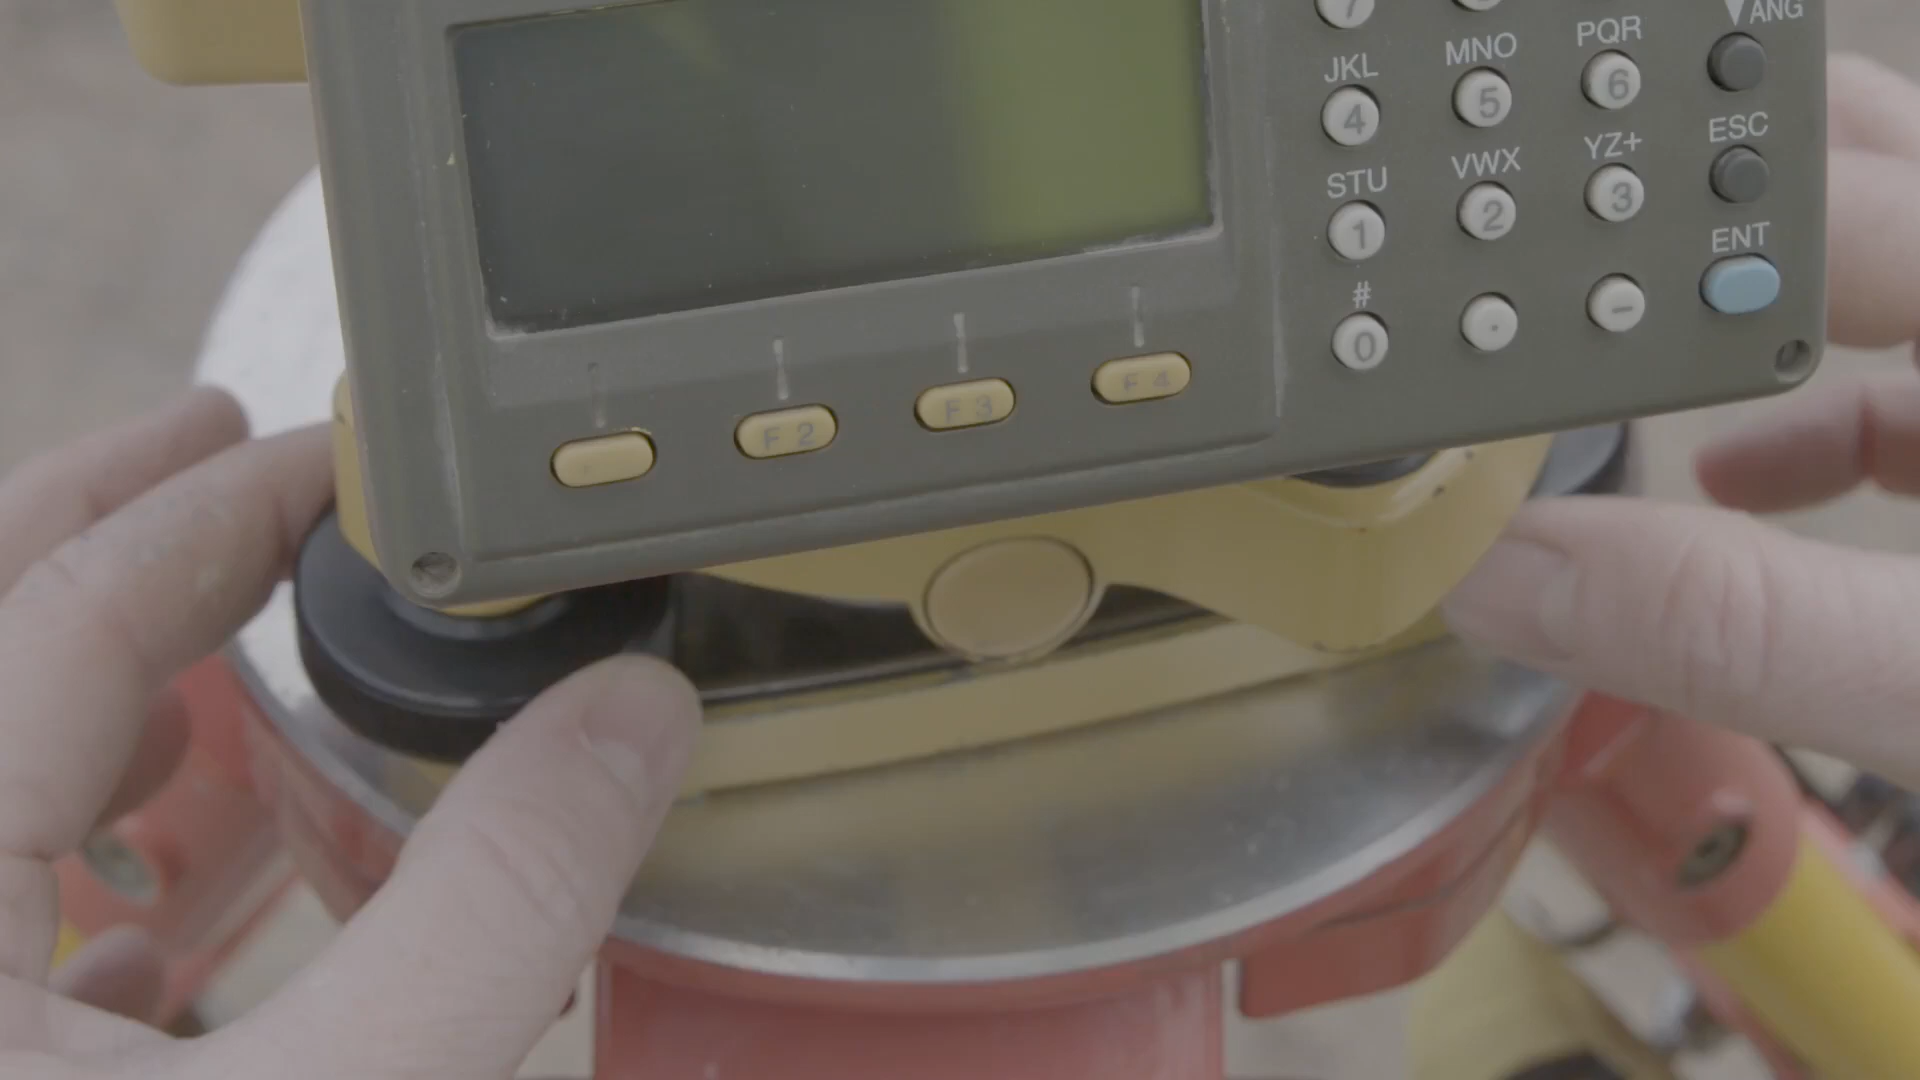 7
ANG
JKL MNO PQR
4 5 6
ESC
STU VWX YZ+
1 2 3
ENT
#
0 . −
F 2 F 3 F 4